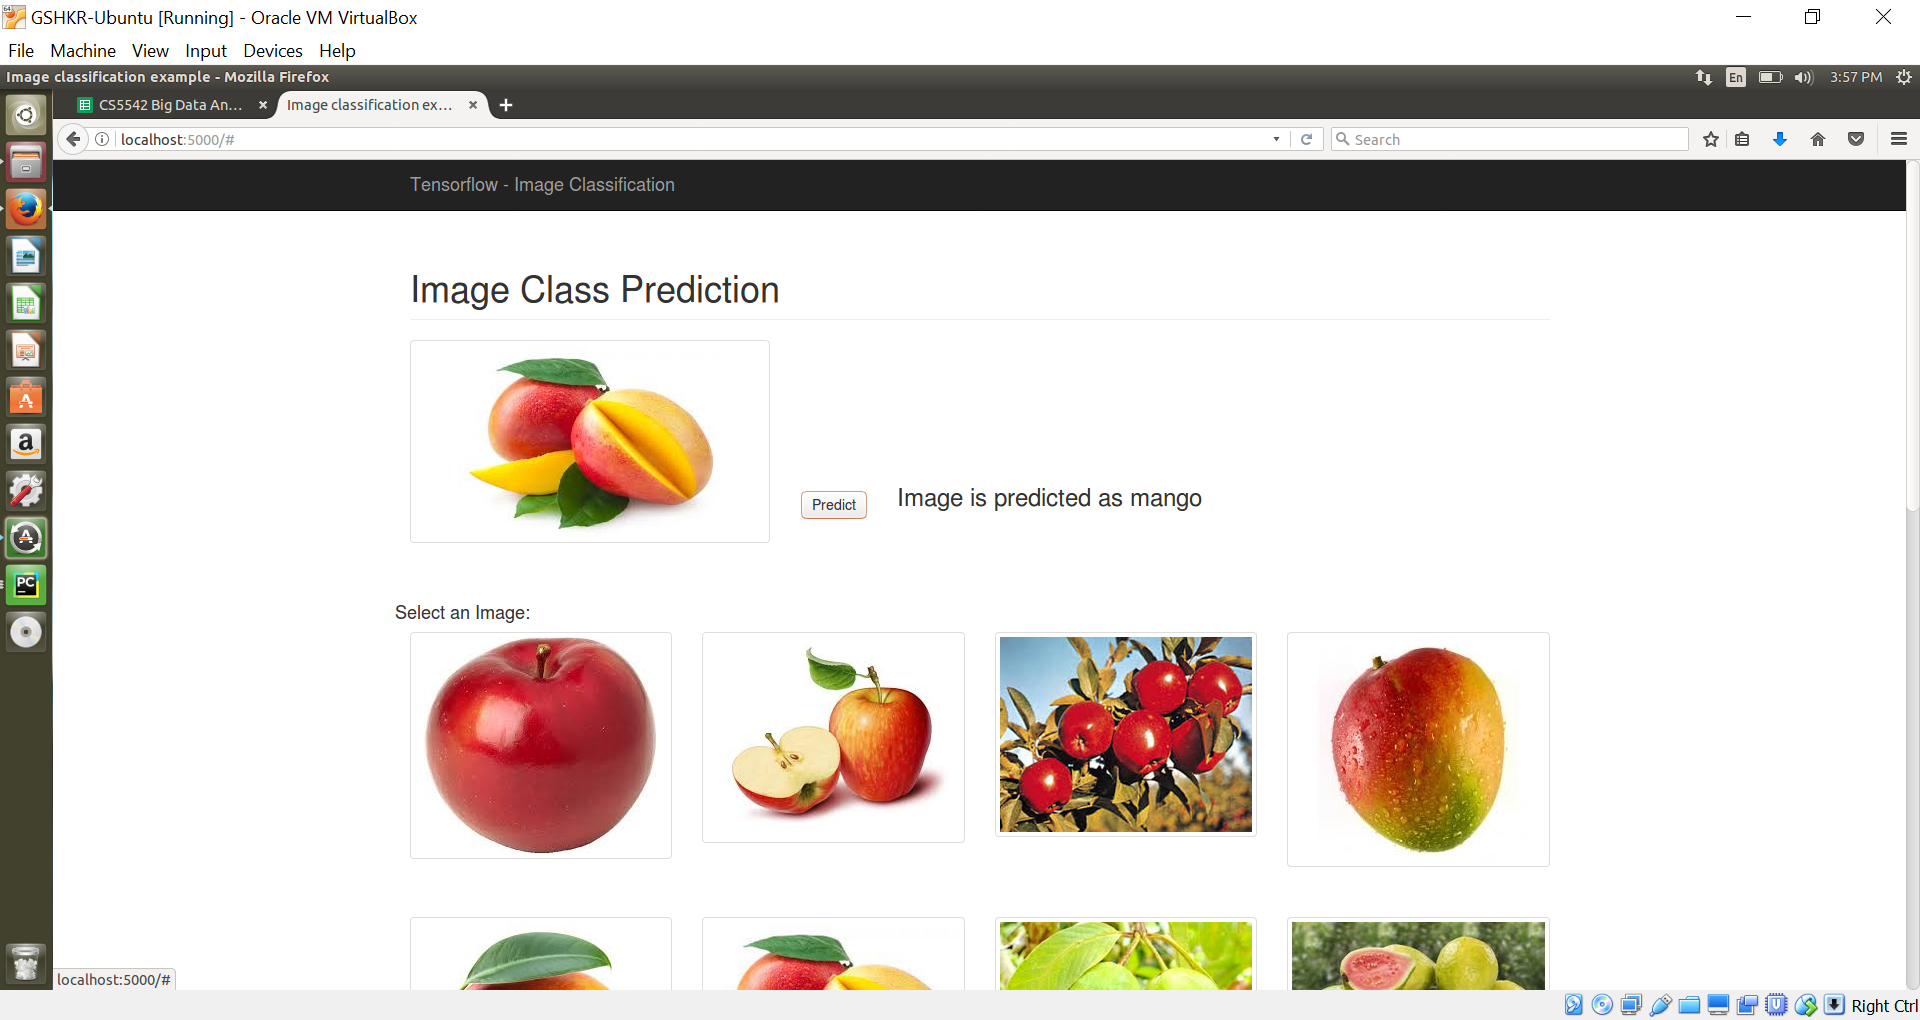 GSHKR-Ubuntu [Running] - Oracle VM VirtualBox
File Machine View Input Devices Help
Image classification example - Mozilla Firefox
En
3:57 PM
CS5542 Big Data An...
Image classification ex...
localhost:5000/#
Search
Tensorflow - Image Classification
Image Class Prediction
Predict
Image is predicted as mango
Select an Image:
PC
localhost:5000/#
Right Ctrl